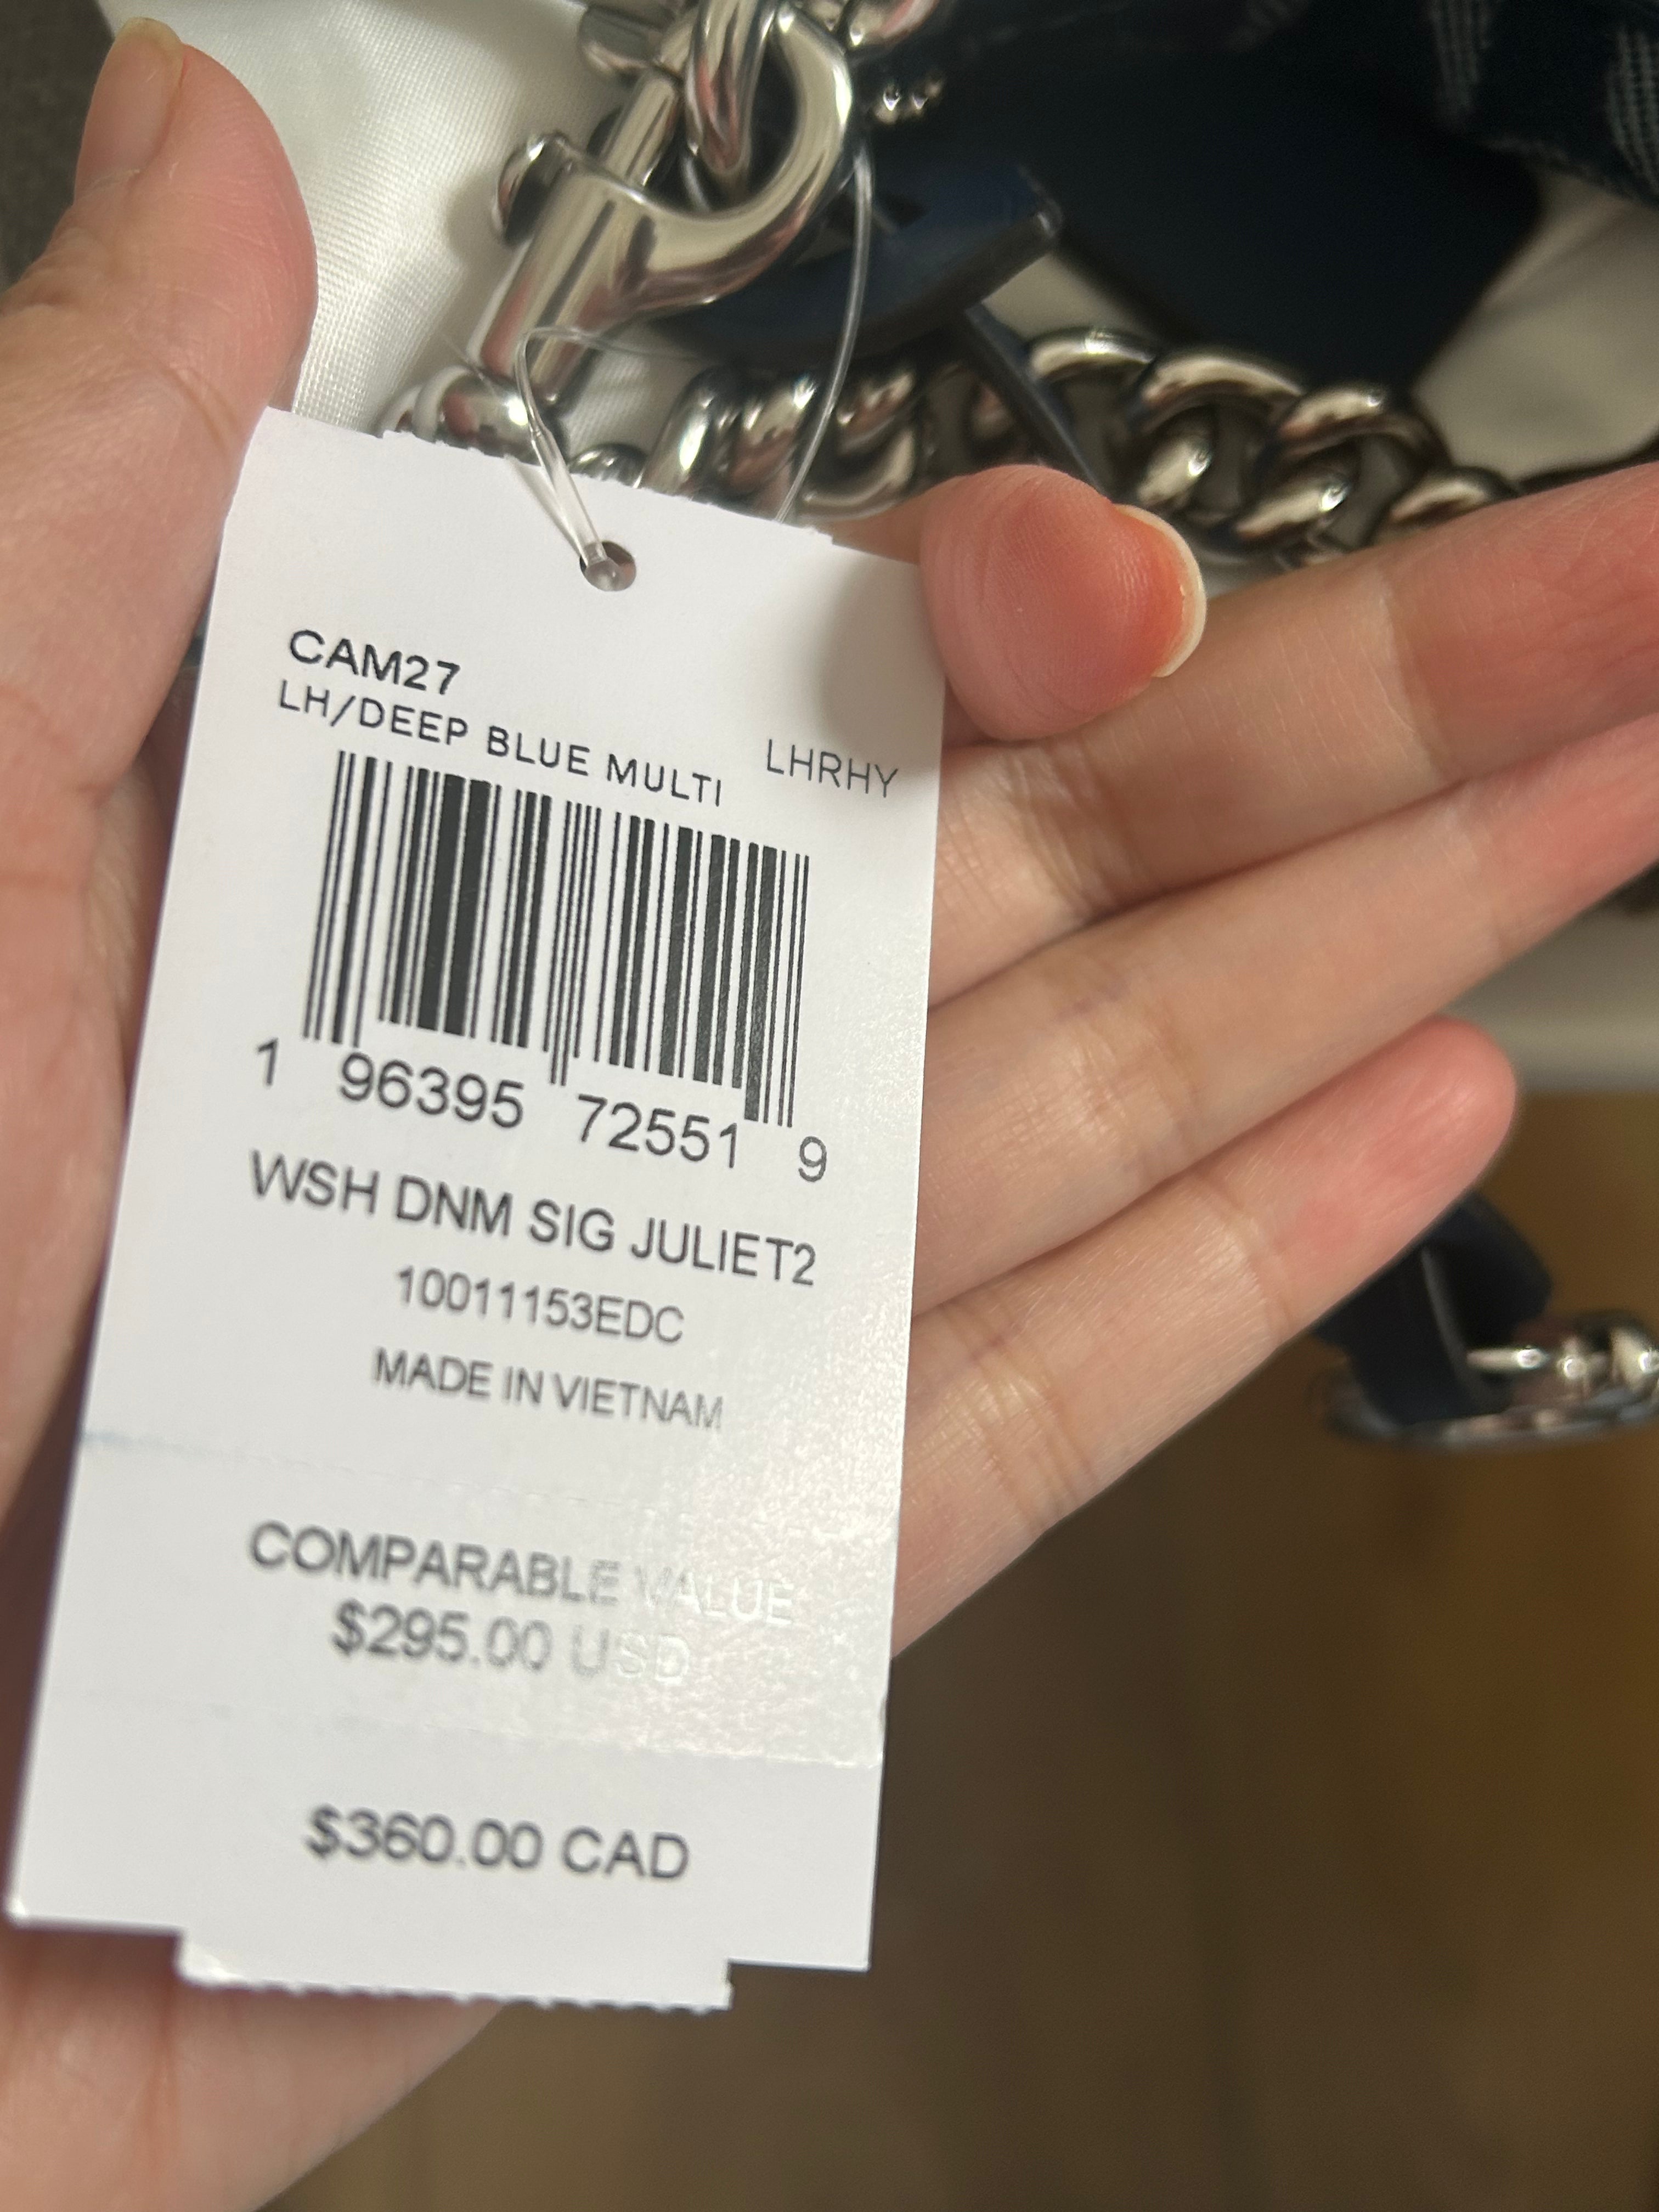 CAM27
LH/DEEP BLUE MULTI LHRHY
1 96395 72551 9
WSH DNM SIG JULIET2
10011153EDC
MADE IN VIETNAM
COMPARABLE VALUE
$295.00 USD
$360.00 CAD